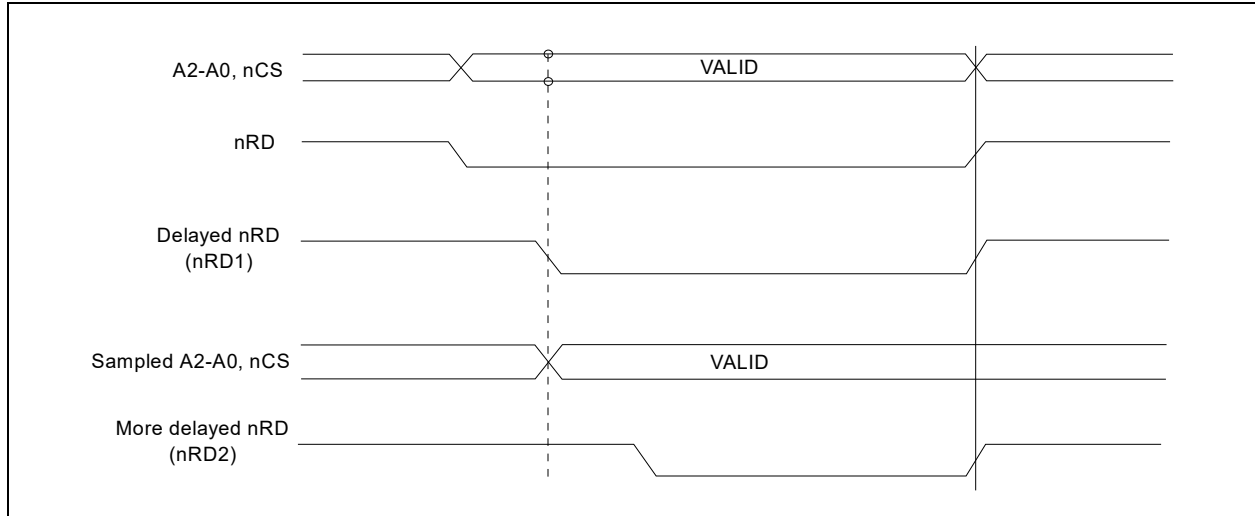 A2-A0, nCS
VALID
nRD
Delayed nRD
(nRD1)
Sampled A2-A0, nCS
VALID
More delayed nRD
(nRD2)